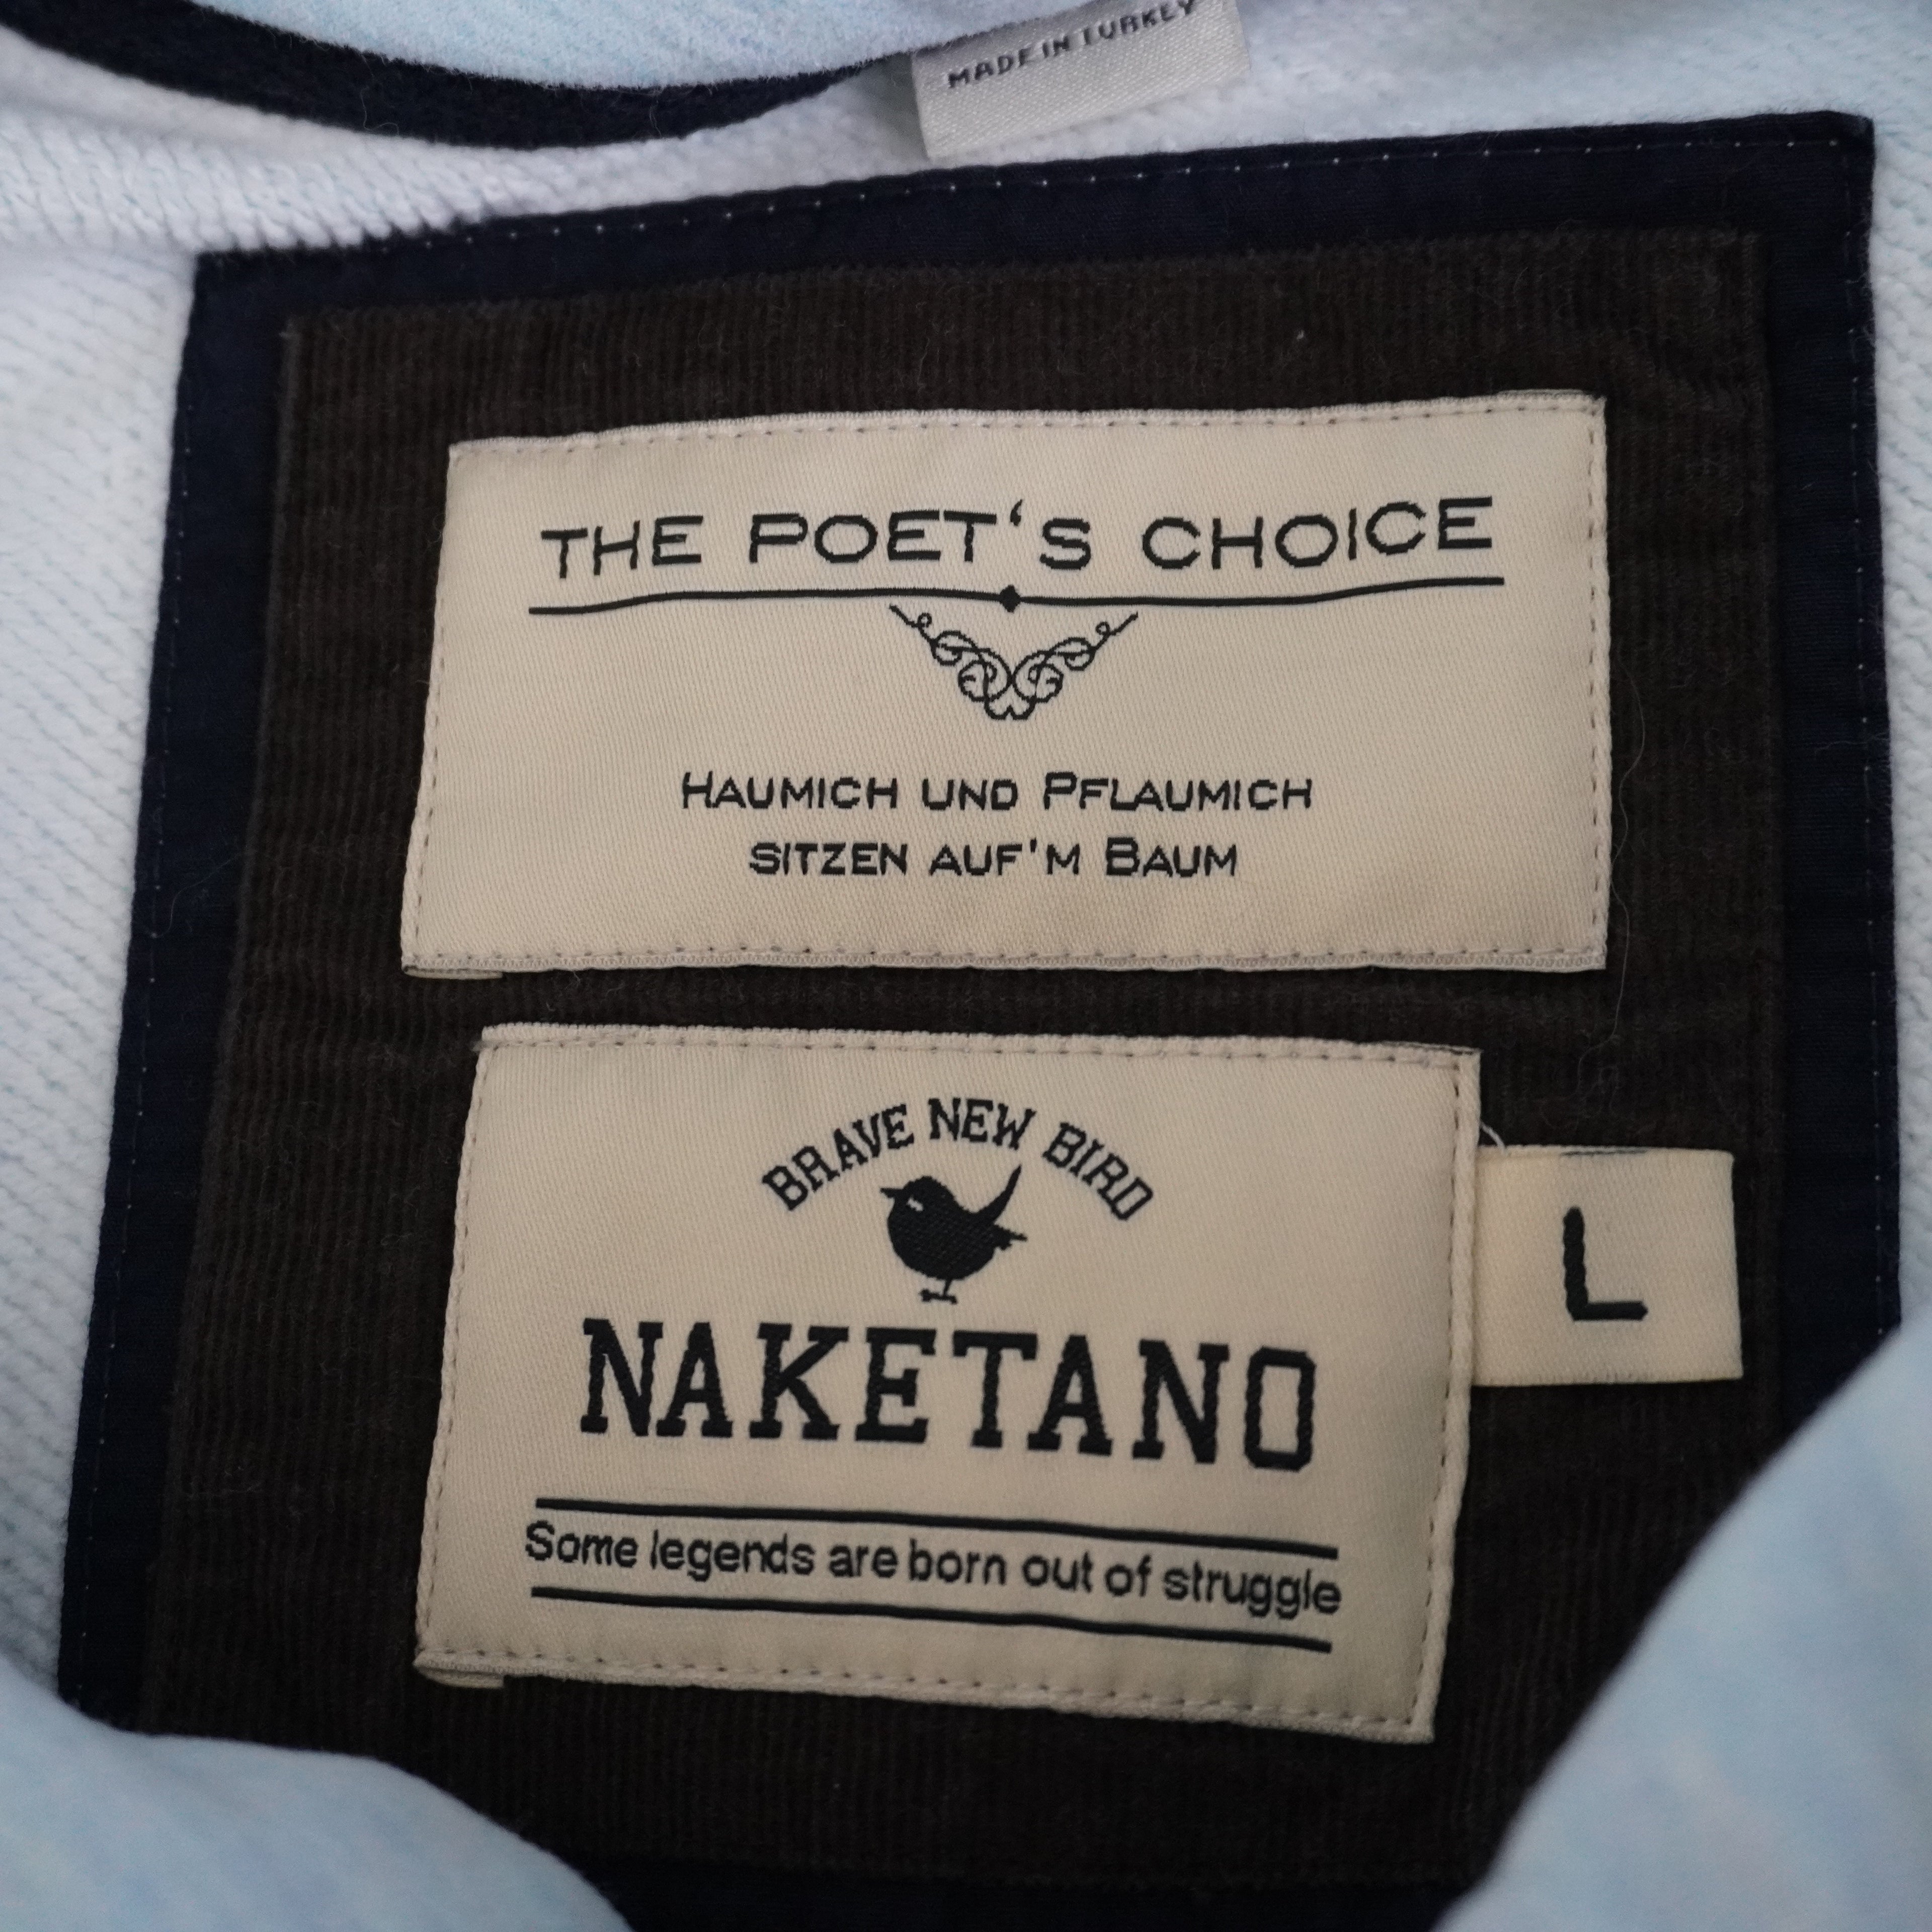 MADE IN TURKEY
THE POET‘S CHOICE
HAUMICH UND PFLAUMICH
SITZEN AUF'M BAUM
BRAVE NEW BIRD
NAKETANO
L
Some legends are born out of struggle